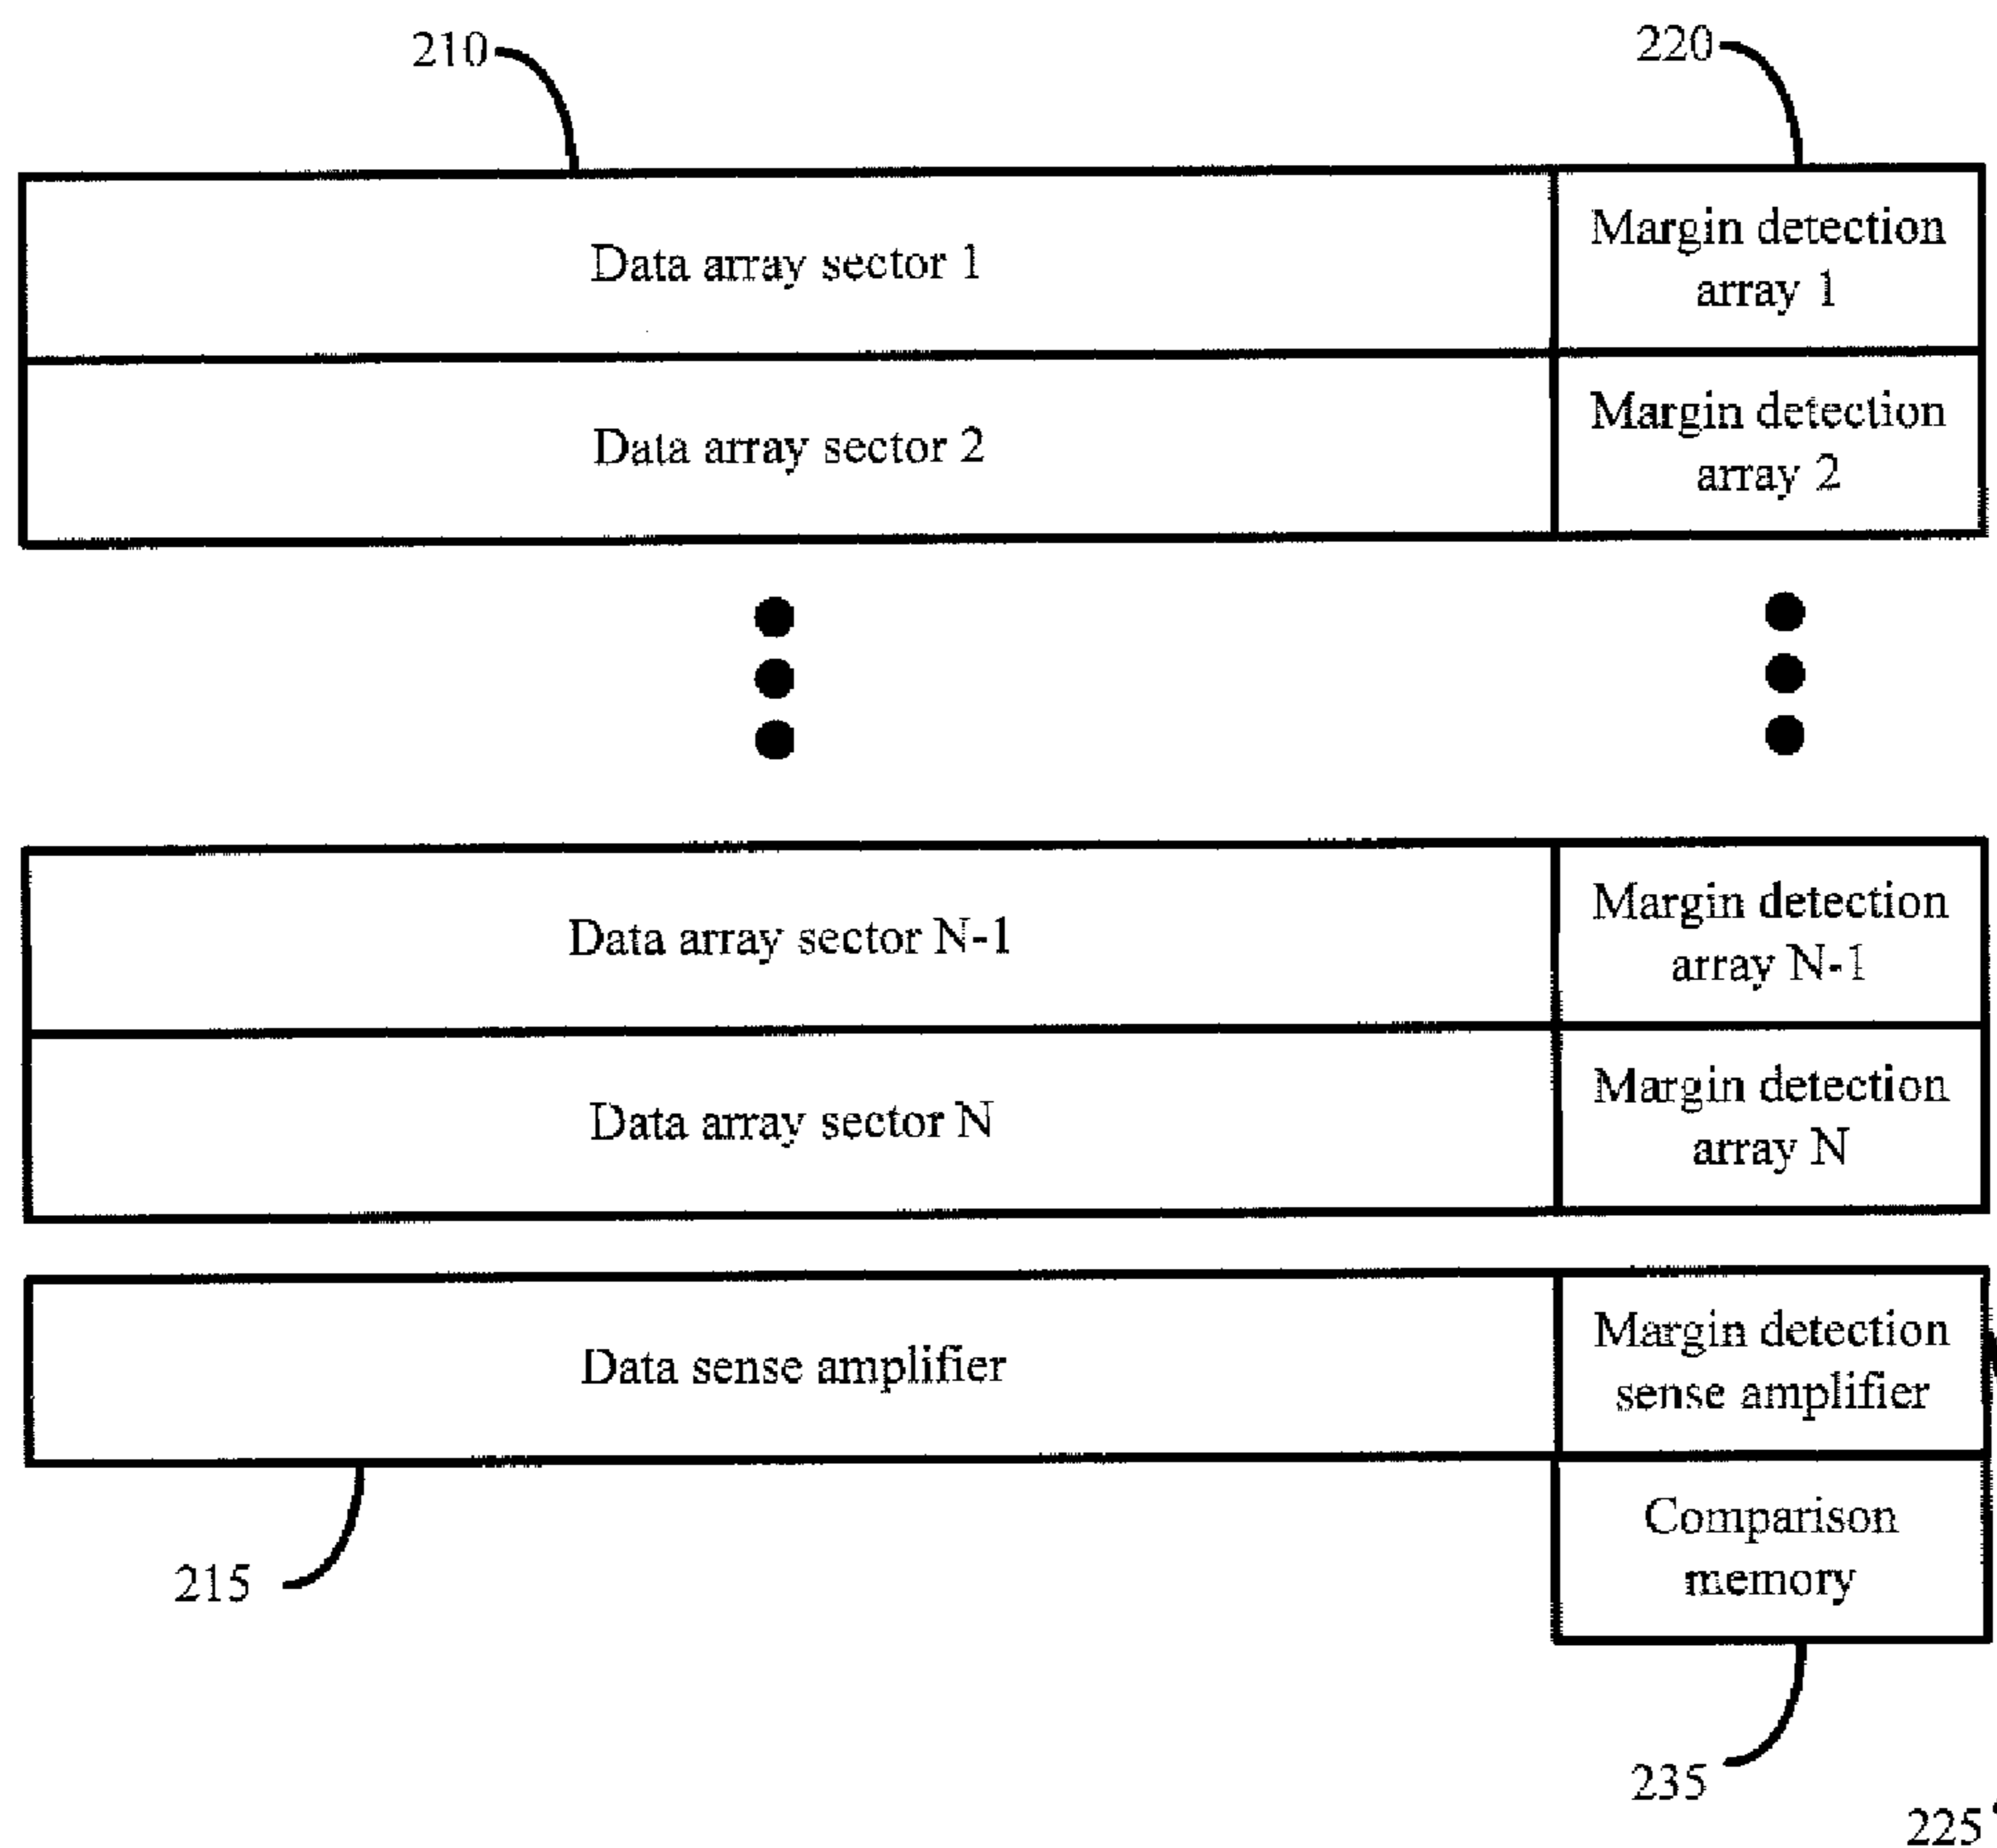 210
220
Data array sector 1
Margin detection
array 1
Data array sector 2
Margin detection
array 2
Data array sector N-1
Margin detection
array N-1
Data array sector N
Margin detection
array N
Data sense amplifier
Margin detection
sense amplifier
Comparison
memory
215
235
225